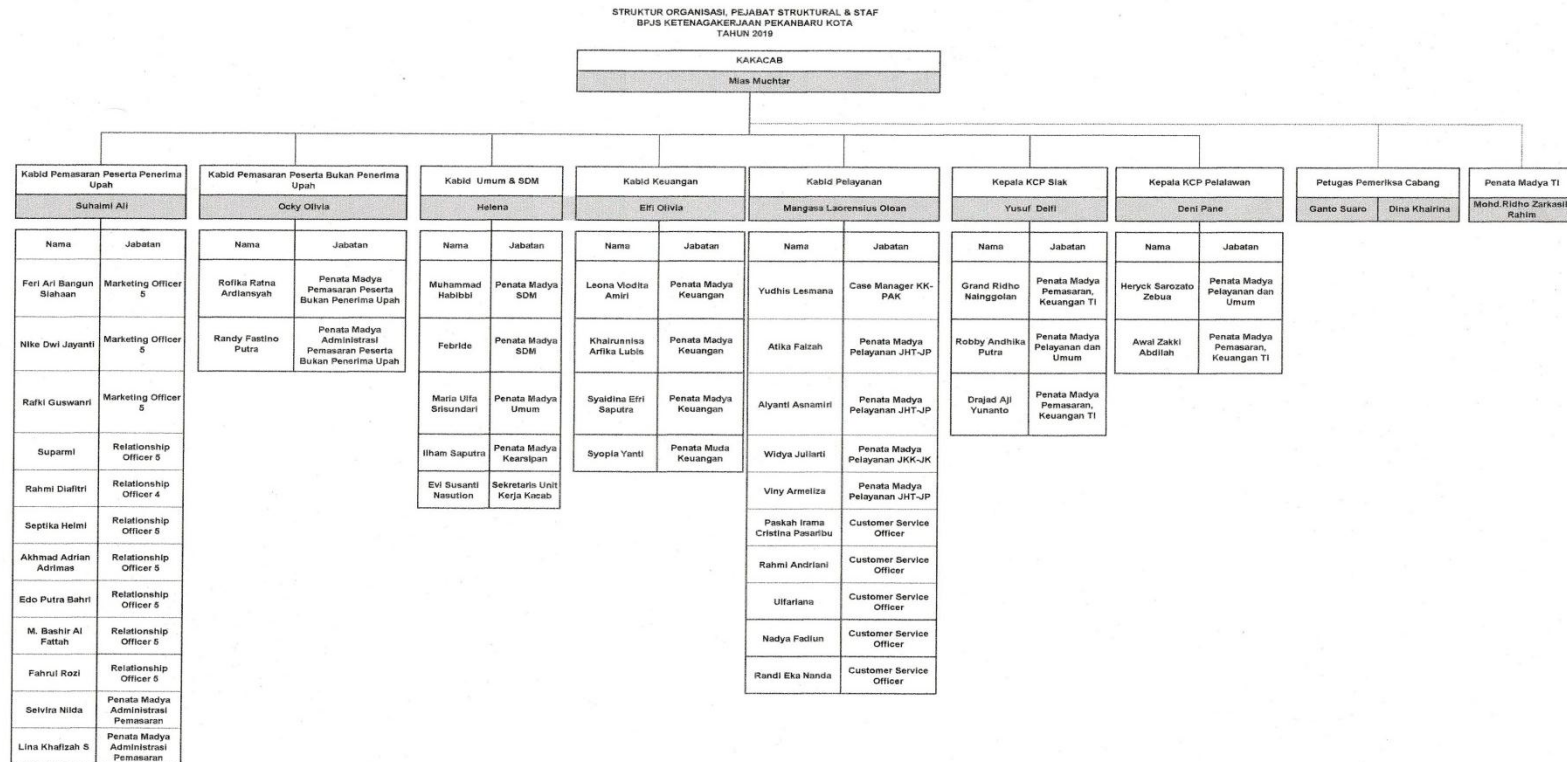 STRUKTUR ORGANISASI, PEJABAT STRUKTURAL & STAF
BPJS KETENAGAKERJAAN PEKANBARU KOTA
TAHUN 2019
KAKACAB
Mias Muchtar
Kabid Pemasaran Peserta Penerima
Upah
Suhaimi Ali
Nama Jabatan
Feri Ari Bangun
Siahaan
Marketing Officer
5
Nike Dwi Jayanti
Marketing Officer
5
Rafki Guswanri
Marketing Officer
5
Suparmi
Relationship
Officer 5
Rahmi Diafitri
Relationship
Officer 4
Septika Helmi
Relationship
Officer 5
Akhmad Adrian
Adrimas
Relationship
Officer 5
Edo Putra Bahri
Relationship
Officer 5
M. Bashir Al
Fattah
Relationship
Officer 5
Fahrul Rozi
Relationship
Officer 5
Selvira Nilda
Penata Madya
Administrasi
Pemasaran
Lina Khafizah S
Penata Madya
Administrasi
Pemasaran
Kabid Pemasaran Peserta Bukan Penerima
Upah
Ocky Olivia
Nama Jabatan
Rofika Ratna
Ardiansyah
Penata Madya
Pemasaran Peserta
Bukan Penerima Upah
Randy Fastino
Putra
Penata Madya
Administrasi
Pemasaran Peserta
Bukan Penerima Upah
Kabid Umum & SDM
Helena
Nama Jabatan
Muhammad
Habibbi
Penata Madya
SDM
Febride
Penata Madya
SDM
Maria Ulfa
Srisundari
Penata Madya
Umum
Ilham Saputra
Penata Madya
Kearsipan
Evi Susanti
Nasution
Sekretaris Unit
Kerja Kacab
Kabid Keuangan
Elfi Olivia
Nama Jabatan
Leona Viodita
Amiri
Penata Madya
Keuangan
Khairunnisa
Arfika Lubis
Penata Madya
Keuangan
Syaidina Efri
Saputra
Penata Madya
Keuangan
Syopia Yanti
Penata Muda
Keuangan
Kabid Pelayanan
Mangasa Laorensius Oloan
Nama Jabatan
Yudhis Lesmana
Case Manager KK-
PAK
Atika Faizah
Penata Madya
Pelayanan JHT-JP
Alyanti Asnamiri
Penata Madya
Pelayanan JHT-JP
Widya Juliarti
Penata Madya
Pelayanan JKK-JK
Viny Armeliza
Penata Madya
Pelayanan JHT-JP
Paskah Irama
Cristina Pasaribu
Customer Service
Officer
Rahmi Andriani
Customer Service
Officer
Ulfariana
Customer Service
Officer
Nadya Fadlun
Customer Service
Officer
Randi Eka Nanda
Customer Service
Officer
Kepala KCP Siak
Yusuf Delfi
Nama Jabatan
Grand Ridho
Nainggolan
Penata Madya
Pemasaran,
Keuangan TI
Robby Andhika
Putra
Penata Madya
Pelayanan dan
Umum
Drajad Aji
Yunanto
Penata Madya
Pemasaran,
Keuangan TI
Kepala KCP Pelalawan
Deni Pane
Nama Jabatan
Heryck Sarozato
Zebua
Penata Madya
Pelayanan dan
Umum
Awal Zakki
Abdilah
Penata Madya
Pemasaran,
Keuangan TI
Petugas Pemeriksa Cabang
Ganto Suaro Dina Khairina
Penata Madya TI
Mohd.Ridho Zarkasih
Rahim